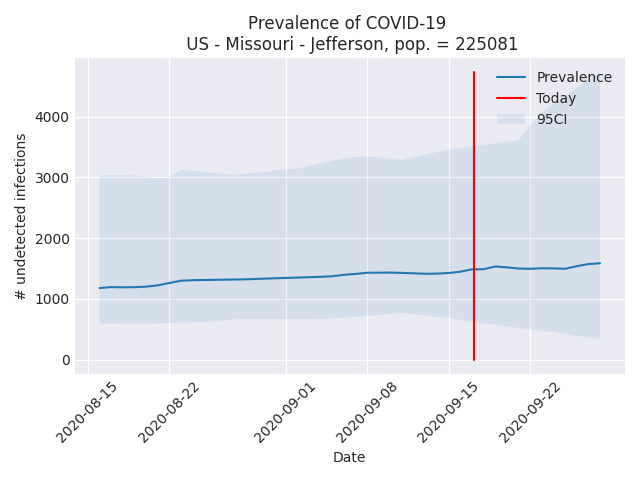 Prevalence of COVID-19
US - Missouri - Jefferson, pop. = 225081
Prevalence
Today
95CI
4000
3000
2000
1000
0
# undetected infections
2020-08-15
2020-08-22
2020-09-01
2020-09-08
2020-09-15
2020-09-22
Date